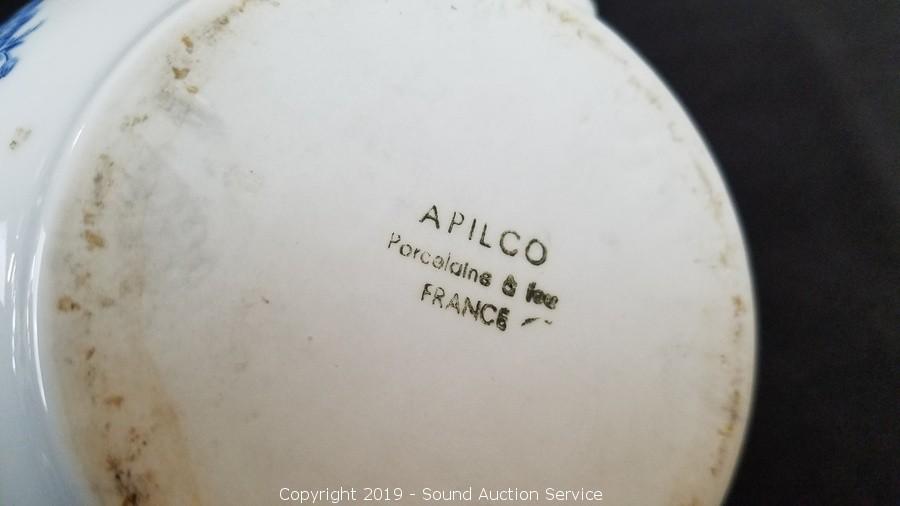 APILCO
Porcelaine à feu
FRANCE
Copyright 2019 - Sound Auction Service